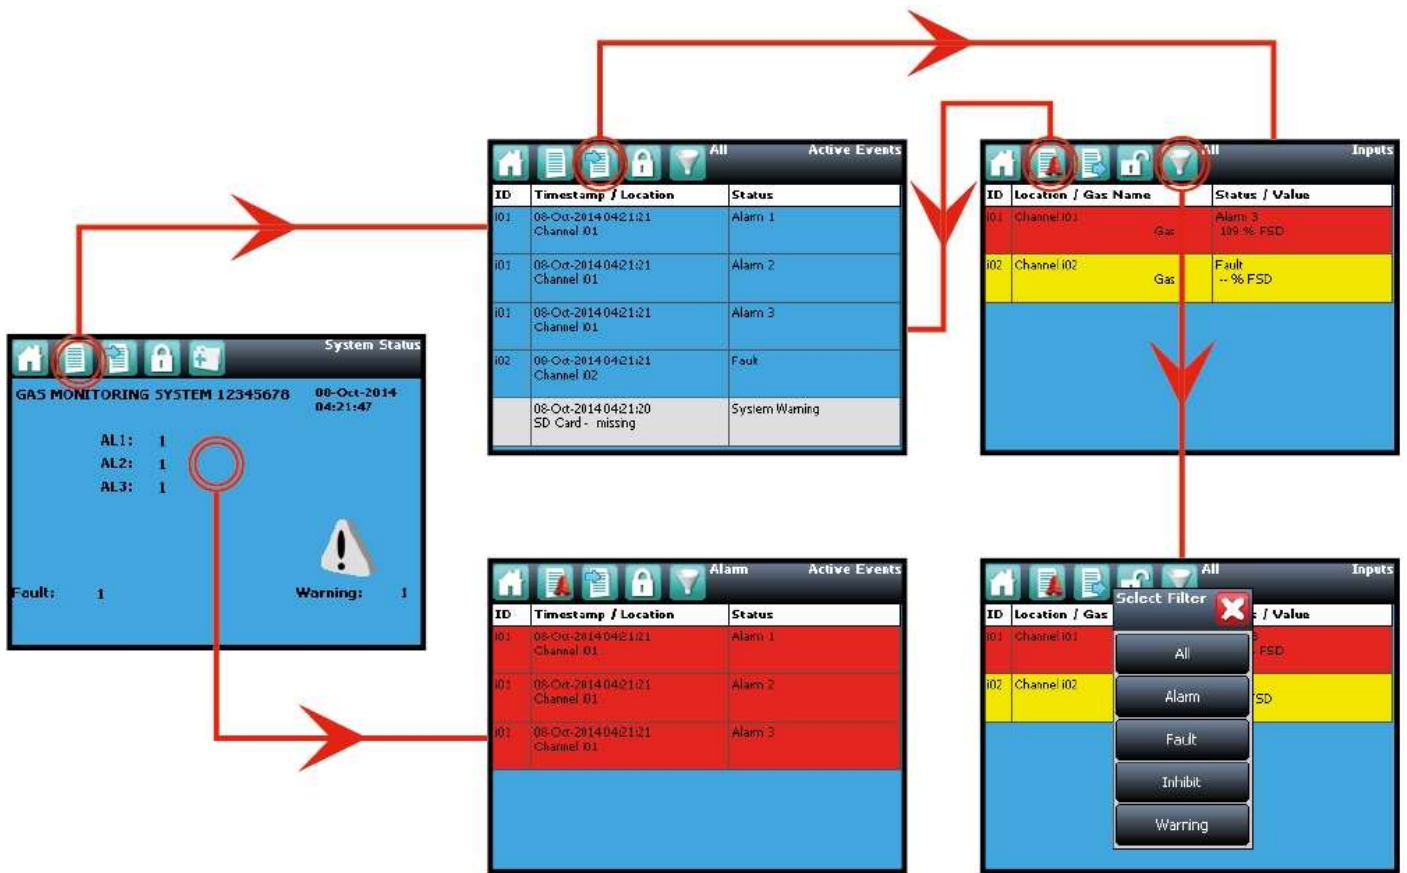 All Active Events
ID Timestamp / Location Status
i01 08-Oct-2014 04:21:21 Alarm 1
Channel i01
i01 08-Oct-2014 04:21:21 Alarm 2
Channel i01
i01 08-Oct-2014 04:21:21 Alarm 3
Channel i01
i02 08-Oct-2014 04:21:21 Fault
Channel i02
08-Oct-2014 04:21:20 System Warning
SD Card - missing
All Inputs
ID Location / Gas Name Status / Value
i01 Channel i01 Alarm 3
Gas 109 % FSD
i02 Channel i02 Fault
Gas -- % FSD
System Status
GAS MONITORING SYSTEM 12345678 08-Oct-2014
04:21:47
AL1: 1
AL2: 1
AL3: 1
Fault: 1 Warning: 1
Alarm Active Events
ID Timestamp / Location Status
i01 08-Oct-2014 04:21:21 Alarm 1
Channel i01
i01 08-Oct-2014 04:21:21 Alarm 2
Channel i01
i01 08-Oct-2014 04:21:21 Alarm 3
Channel i01
All Inputs
Select Filter
ID Location / Gas / Value
i01 Channel i01 3
FSD
All
i02 Channel i02
Alarm SD
Fault
Inhibit
Warning